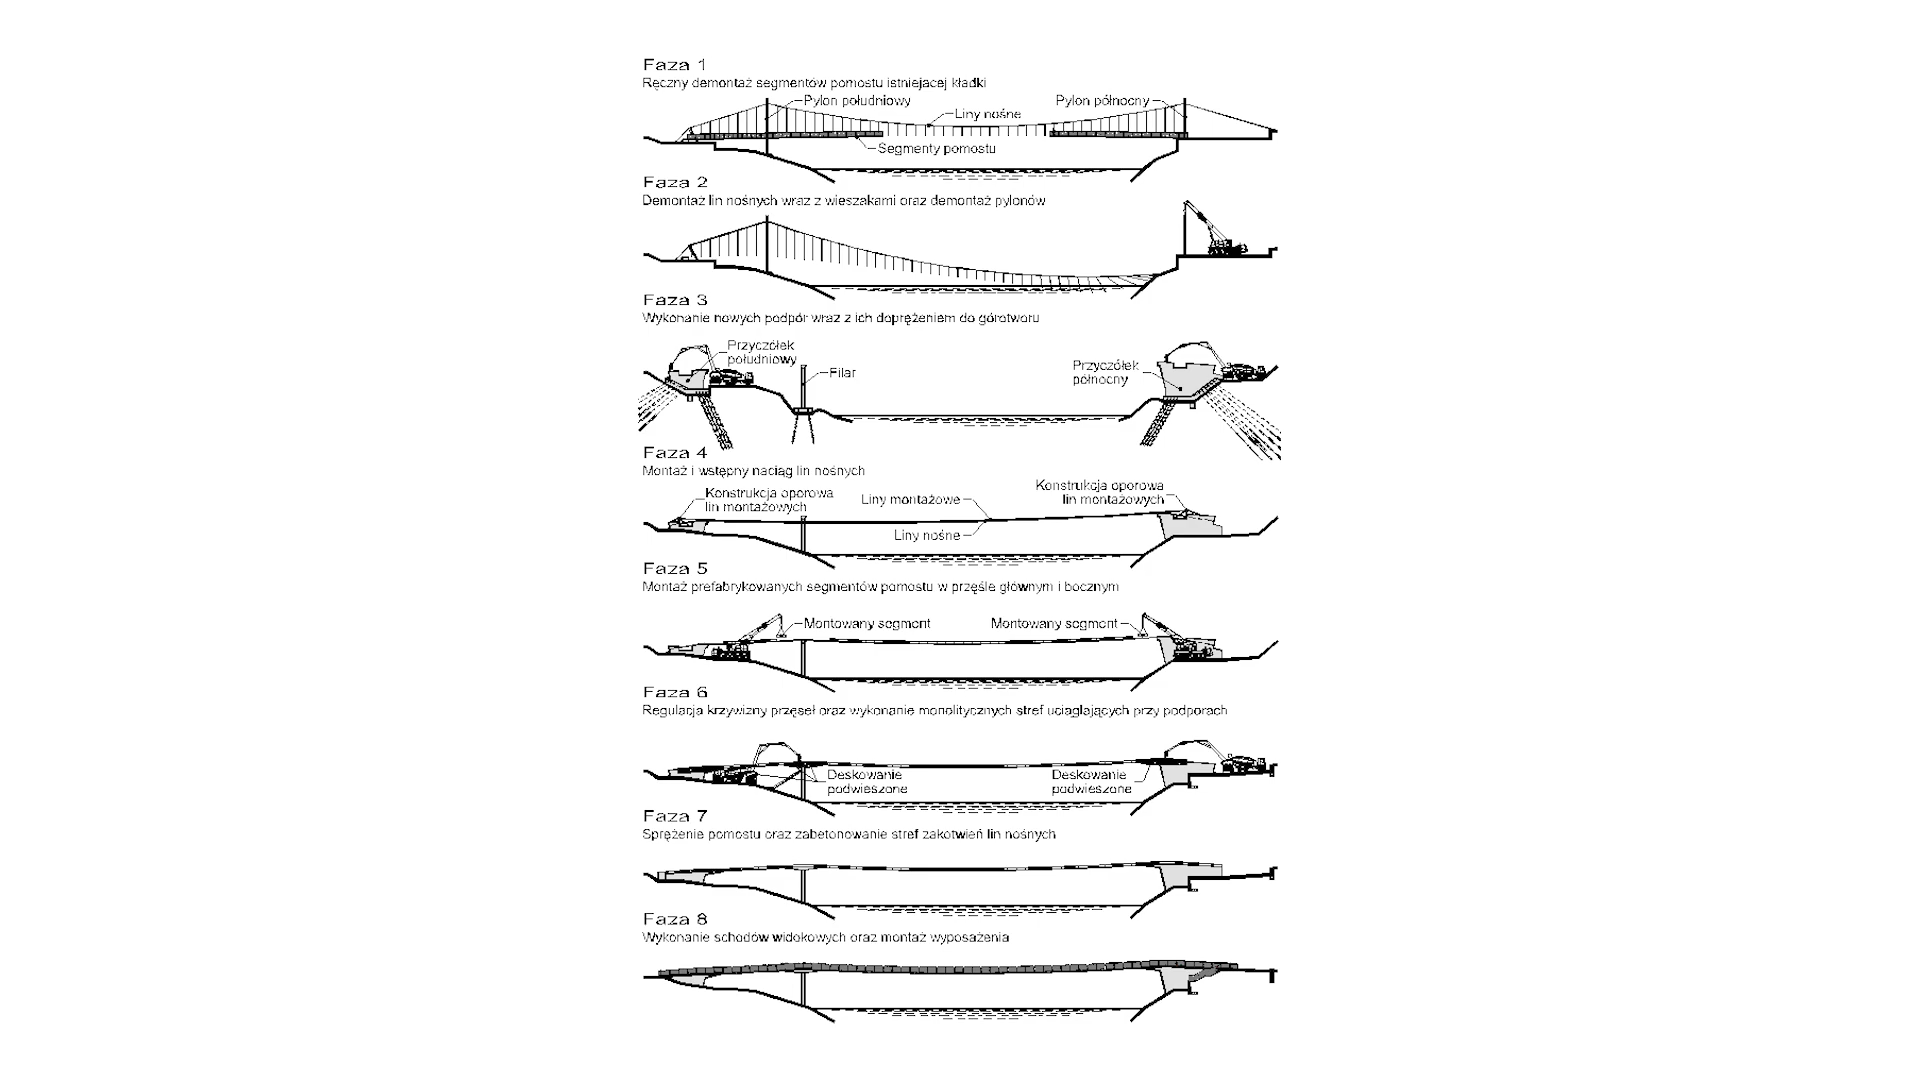 Faza 1
Ręczny demontaż segmentów pomostu istniejacej kładki
Pylon południowy
Pylon północny
Liny nośne
Segmenty pomostu
Faza 2
Demontaż lin nośnych wraz z wieszakami oraz demontaż pylonów
Faza 3
Wykonanie nowych podpór wraz z ich doprężeniem do górotworu
Przyczółek
południowy
Filar
Przyczółek
północny
Faza 4
Montaż i wstępny naciąg lin nośnych
Konstrukcja oporowa
lin montażowych
Liny montażowe
Konstrukcja oporowa
lin montażowych
Liny nośne
Faza 5
Montaż prefabrykowanych segmentów pomostu w przęśle głównym i bocznym
Montowany segment
Montowany segment
Faza 6
Regulacja krzywizny przęseł oraz wykonanie monolitycznych stref uciąglających przy podporach
Deskowanie
podwieszone
Deskowanie
podwieszone
Faza 7
Sprężenie pomostu oraz zabetonowanie stref zakotwień lin nośnych
Faza 8
Wykonanie schodów widokowych oraz montaż wyposażenia